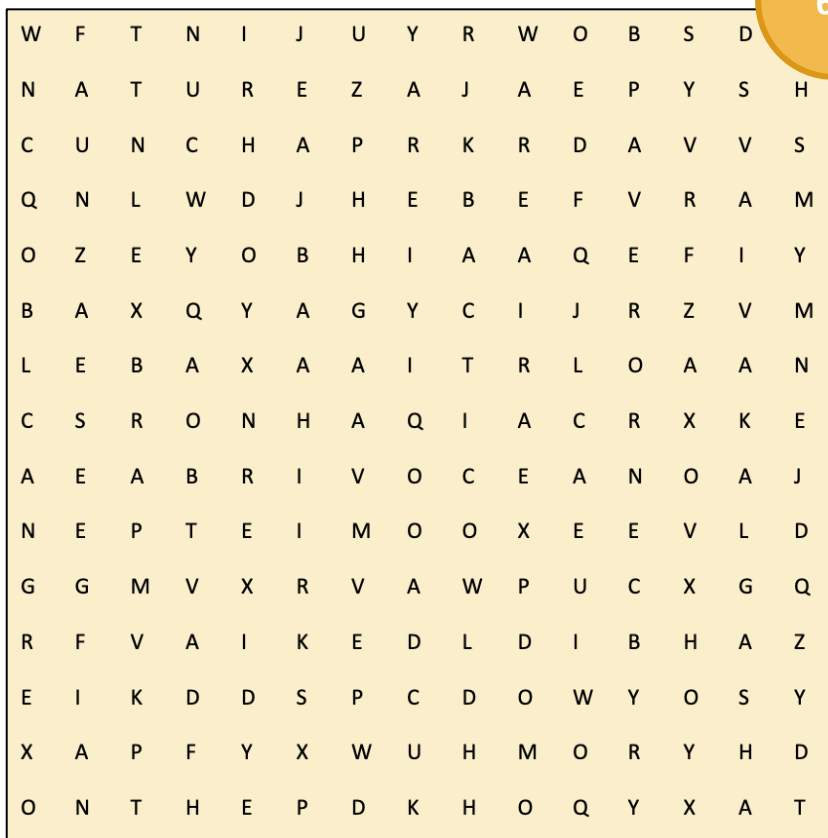 W F T N I J U Y R W O B S D
N A T U R E Z A J A E P Y S H
C U N C H A P R K R D A V V S
Q N L W D J H E B E F V R A M
O Z E Y O B H I A A Q E F I Y
B A X Q Y A G Y C I J R Z V M
L E B A X A A I T R L O A A N
C S R O N H A Q I A C R X K E
A E A B R I V O C E A N O A J
N E P T E I M O O X E E V L D
G G M V X R V A W P U C X G Q
R F V A I K E D L D I B H A Z
E I K D D S P C D O W Y O S Y
X A P F Y X W U H M O R Y H D
O N T H E P D K H O Q Y X A T